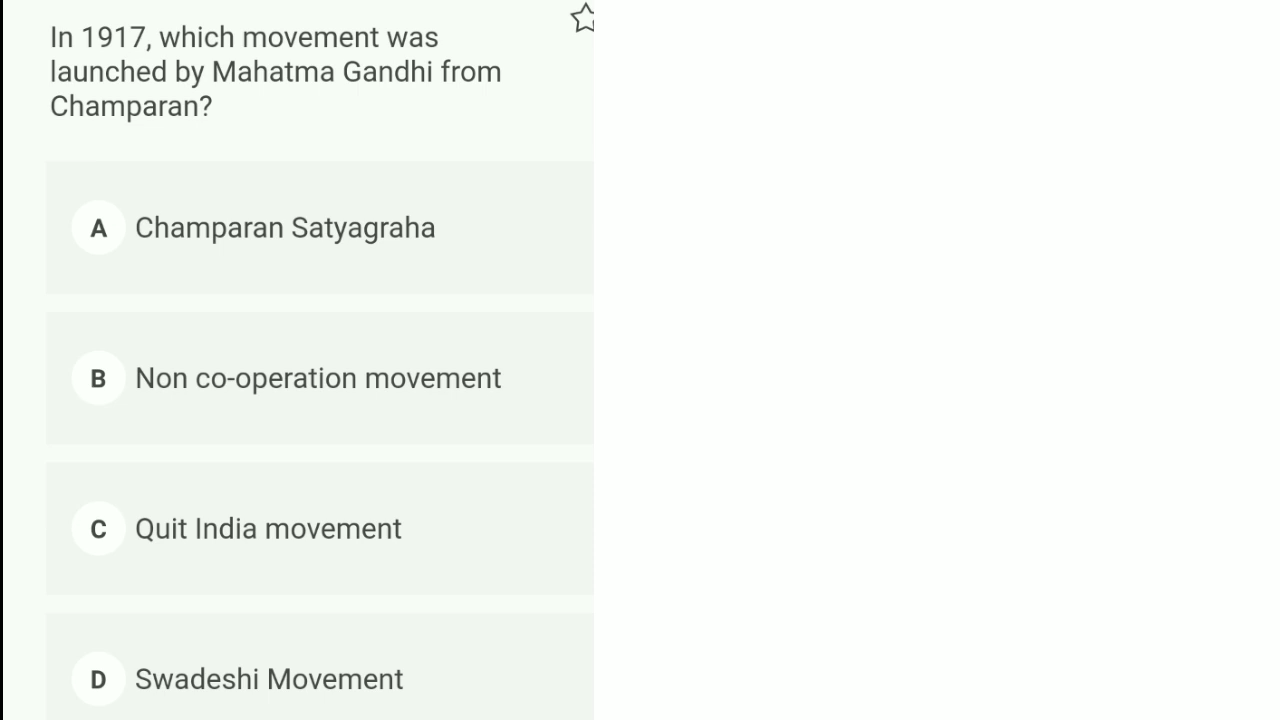 In 1917, which movement was
launched by Mahatma Gandhi from
Champaran?
A Champaran Satyagraha
B Non co-operation movement
C Quit India movement
D Swadeshi Movement